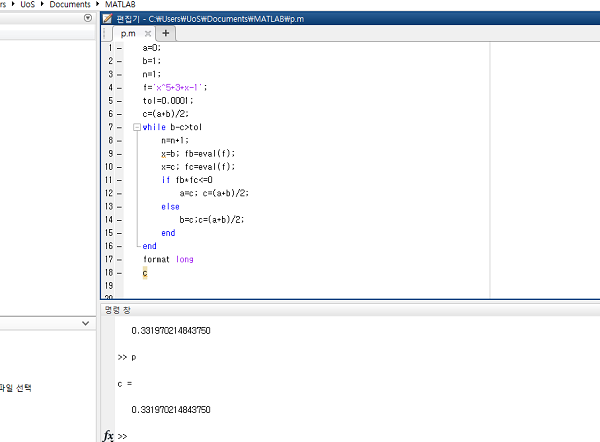 rs ▸ UoS ▸ Documents ▸ MATLAB
편집기 - C:₩Users₩UoS₩Documents₩MATLAB₩p.m
p.m × +
1 - a=0;
2 - b=1;
3 - n=1;
4 - f='x^5+3*x-1';
5 - tol=0.0001;
6 - c=(a+b)/2;
7 - while b-c>tol
8 - n=n+1;
9 - x=b; fb=eval(f);
10 - x=c; fc=eval(f);
11 - if fb*fc<=0
12 - a=c; c=(a+b)/2;
13 - else
14 - b=c;c=(a+b)/2;
15 - end
16 - end
17 - format long
18 - c
19
20
명령 창
0.331970214843750
>> p
c =
0.331970214843750
파일 선택
fx >>